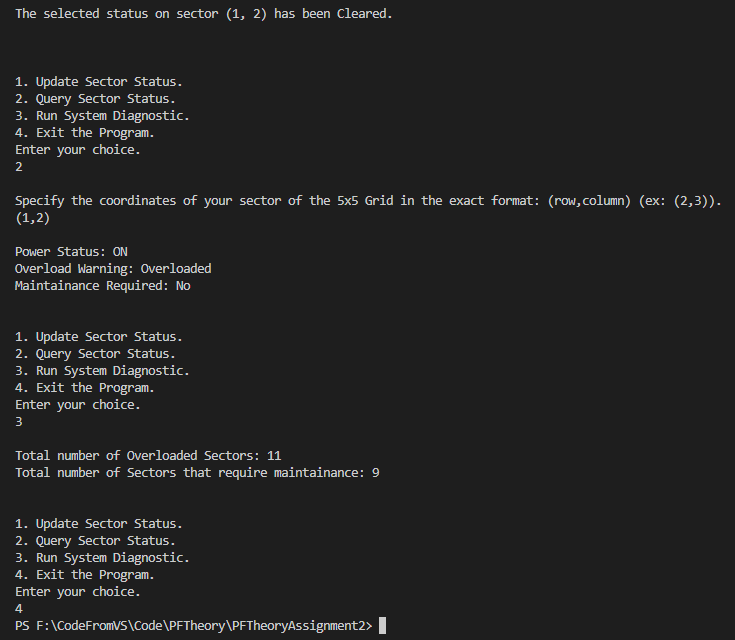 The selected status on sector (1, 2) has been Cleared.
1. Update Sector Status.
2. Query Sector Status.
3. Run System Diagnostic.
4. Exit the Program.
Enter your choice.
2
Specify the coordinates of your sector of the 5x5 Grid in the exact format: (row,column) (ex: (2,3)).
(1,2)
Power Status: ON
Overload Warning: Overloaded
Maintainance Required: No
1. Update Sector Status.
2. Query Sector Status.
3. Run System Diagnostic.
4. Exit the Program.
Enter your choice.
3
Total number of Overloaded Sectors: 11
Total number of Sectors that require maintainance: 9
1. Update Sector Status.
2. Query Sector Status.
3. Run System Diagnostic.
4. Exit the Program.
Enter your choice.
4
PS F:\CodeFromVS\Code\PFTheory\PFTheoryAssignment2>